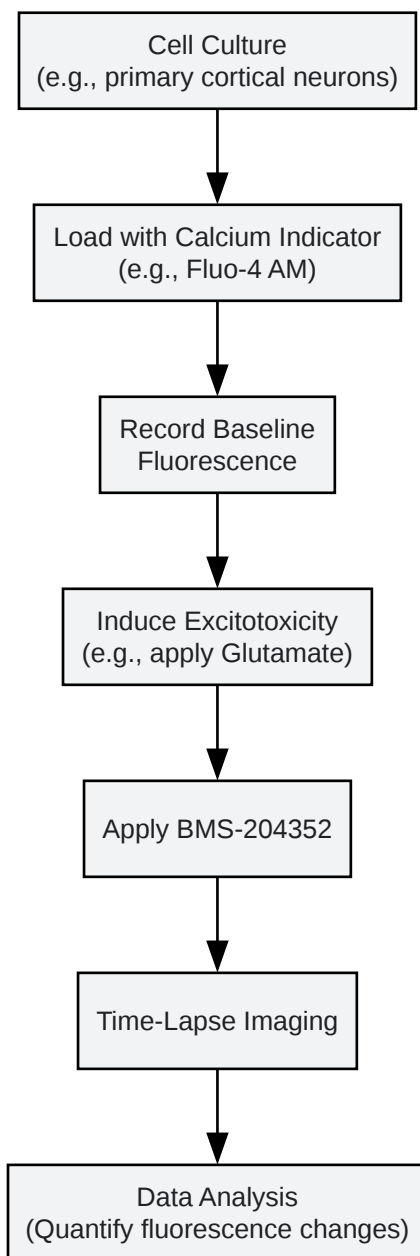 Cell Culture
(e.g., primary cortical neurons)
Load with Calcium Indicator
(e.g., Fluo-4 AM)
Record Baseline
Fluorescence
Induce Excitotoxicity
(e.g., apply Glutamate)
Apply BMS-204352
Time-Lapse Imaging
Data Analysis
(Quantify fluorescence changes)